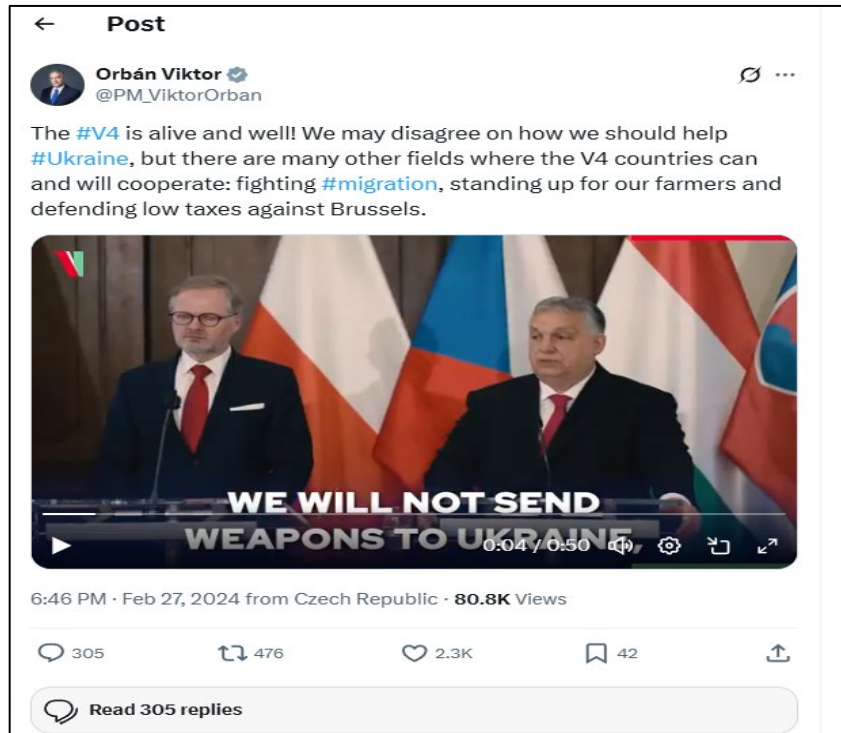 Post
Orbán Viktor
@PM_ViktorOrban
The #V4 is alive and well! We may disagree on how we should help
#Ukraine, but there are many other fields where the V4 countries can
and will cooperate: fighting #migration, standing up for our farmers and
defending low taxes against Brussels.
WE WILL NOT SEND
WEAPONS TO UKRAINE,
0:04 / 0:50
6:46 PM · Feb 27, 2024 from Czech Republic · 80.8K Views
305 476 2.3K 42
Read 305 replies